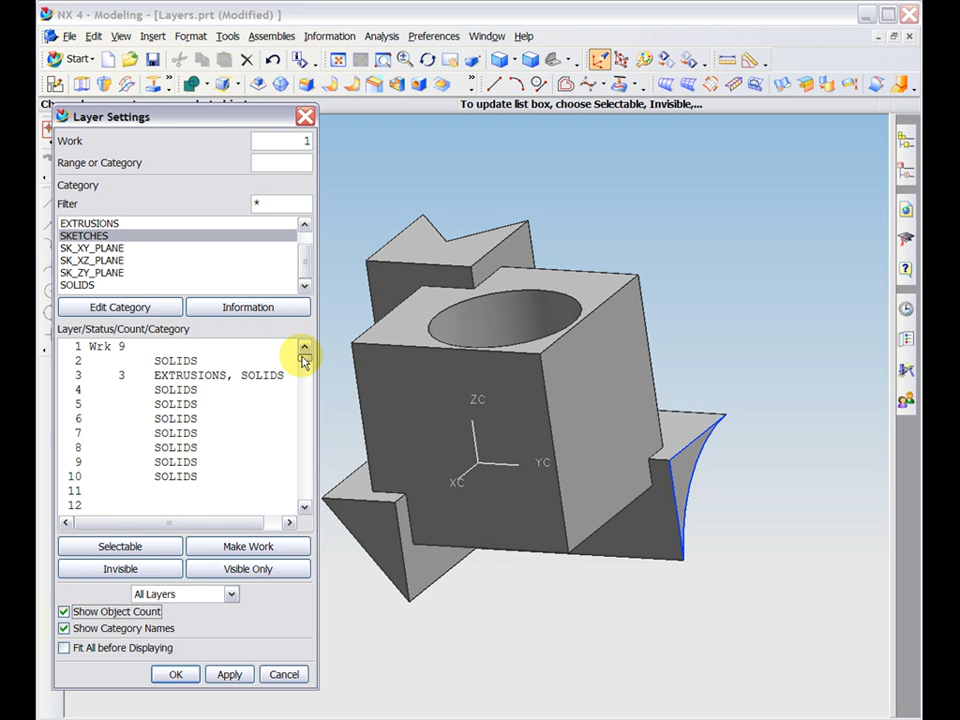 NX 4 - Modeling - [Layers.prt (Modified) ]
File Edit View Insert Format Tools Assemblies Information Analysis Preferences Window Help
Start
To update list box, choose Selectable, Invisible,...
Layer Settings
Work 1
Range or Category
Category
Filter *
EXTRUSIONS
SKETCHES
SK_XY_PLANE
SK_XZ_PLANE
SK_ZY_PLANE
SOLIDS
Edit Category Information
Layer/Status/Count/Category
1 Wrk 9
2 SOLIDS
3 3 EXTRUSIONS, SOLIDS
4 SOLIDS
5 SOLIDS
6 SOLIDS
7 SOLIDS
8 SOLIDS
9 SOLIDS
10 SOLIDS
11
12
Selectable Make Work
Invisible Visible Only
All Layers
Show Object Count
Show Category Names
Fit All before Displaying
OK Apply Cancel
ZC
YC
XC